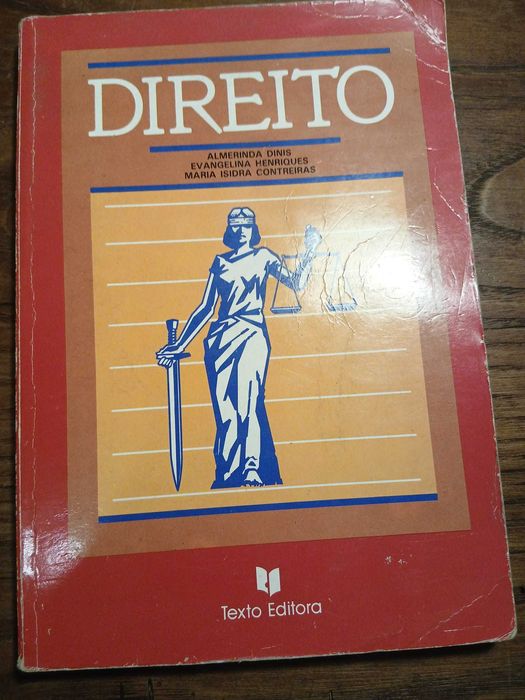 DIREITO
ALMERINDA DINIS
EVANGELINA HENRIQUES
MARIA ISIDRA CONTREIRAS
Texto Editora